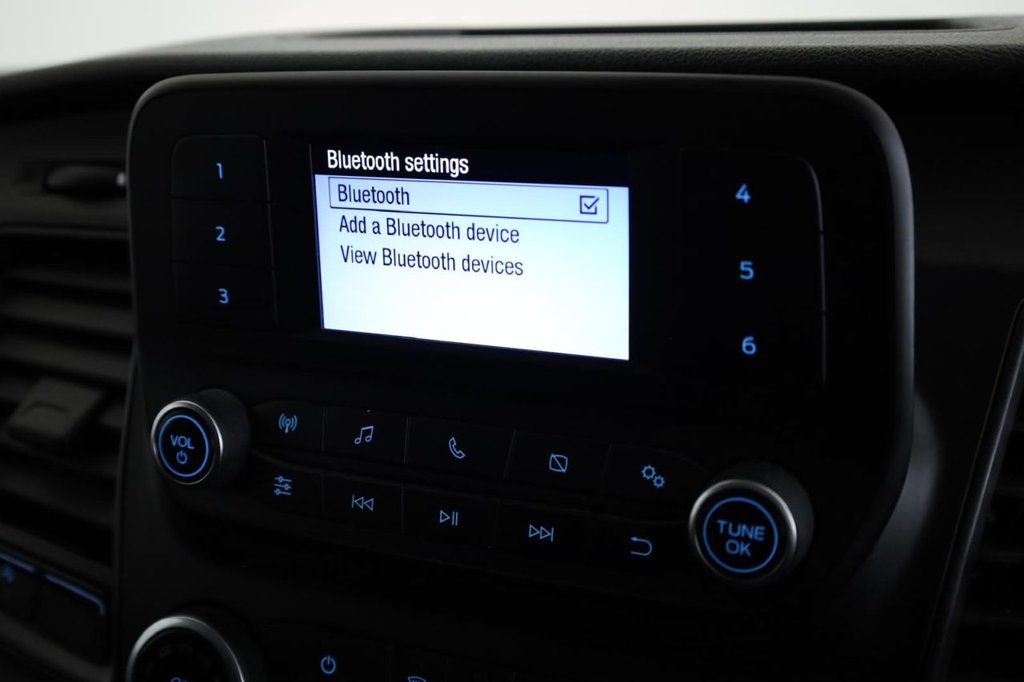 Bluetooth settings
Bluetooth
Add a Bluetooth device
View Bluetooth devices
1
2
3
4
5
6
VOL
TUNE
OK